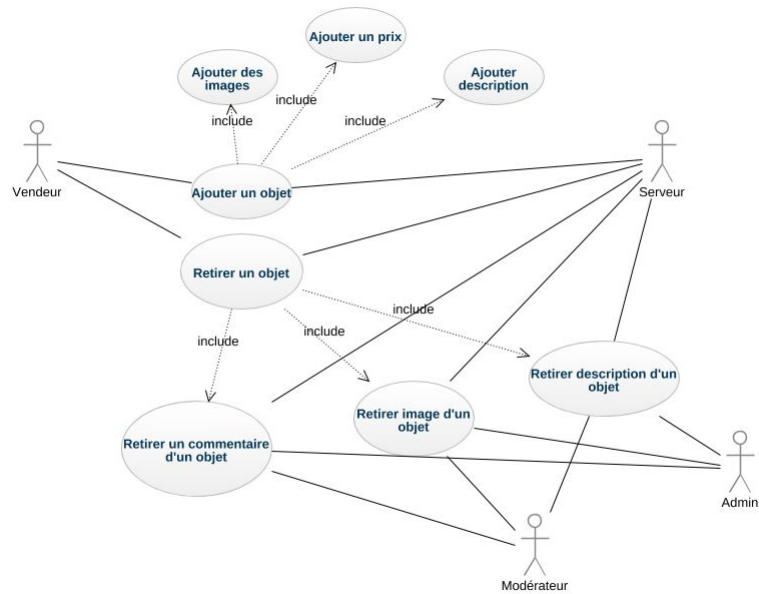 Ajouter un prix
Ajouter des
images
Ajouter
description
include
include
include
Vendeur
Serveur
Ajouter un objet
Retirer un objet
include
include
include
Retirer description d'un
objet
Retirer image d'un
objet
Retirer un commentaire
d'un objet
Admin
Modérateur